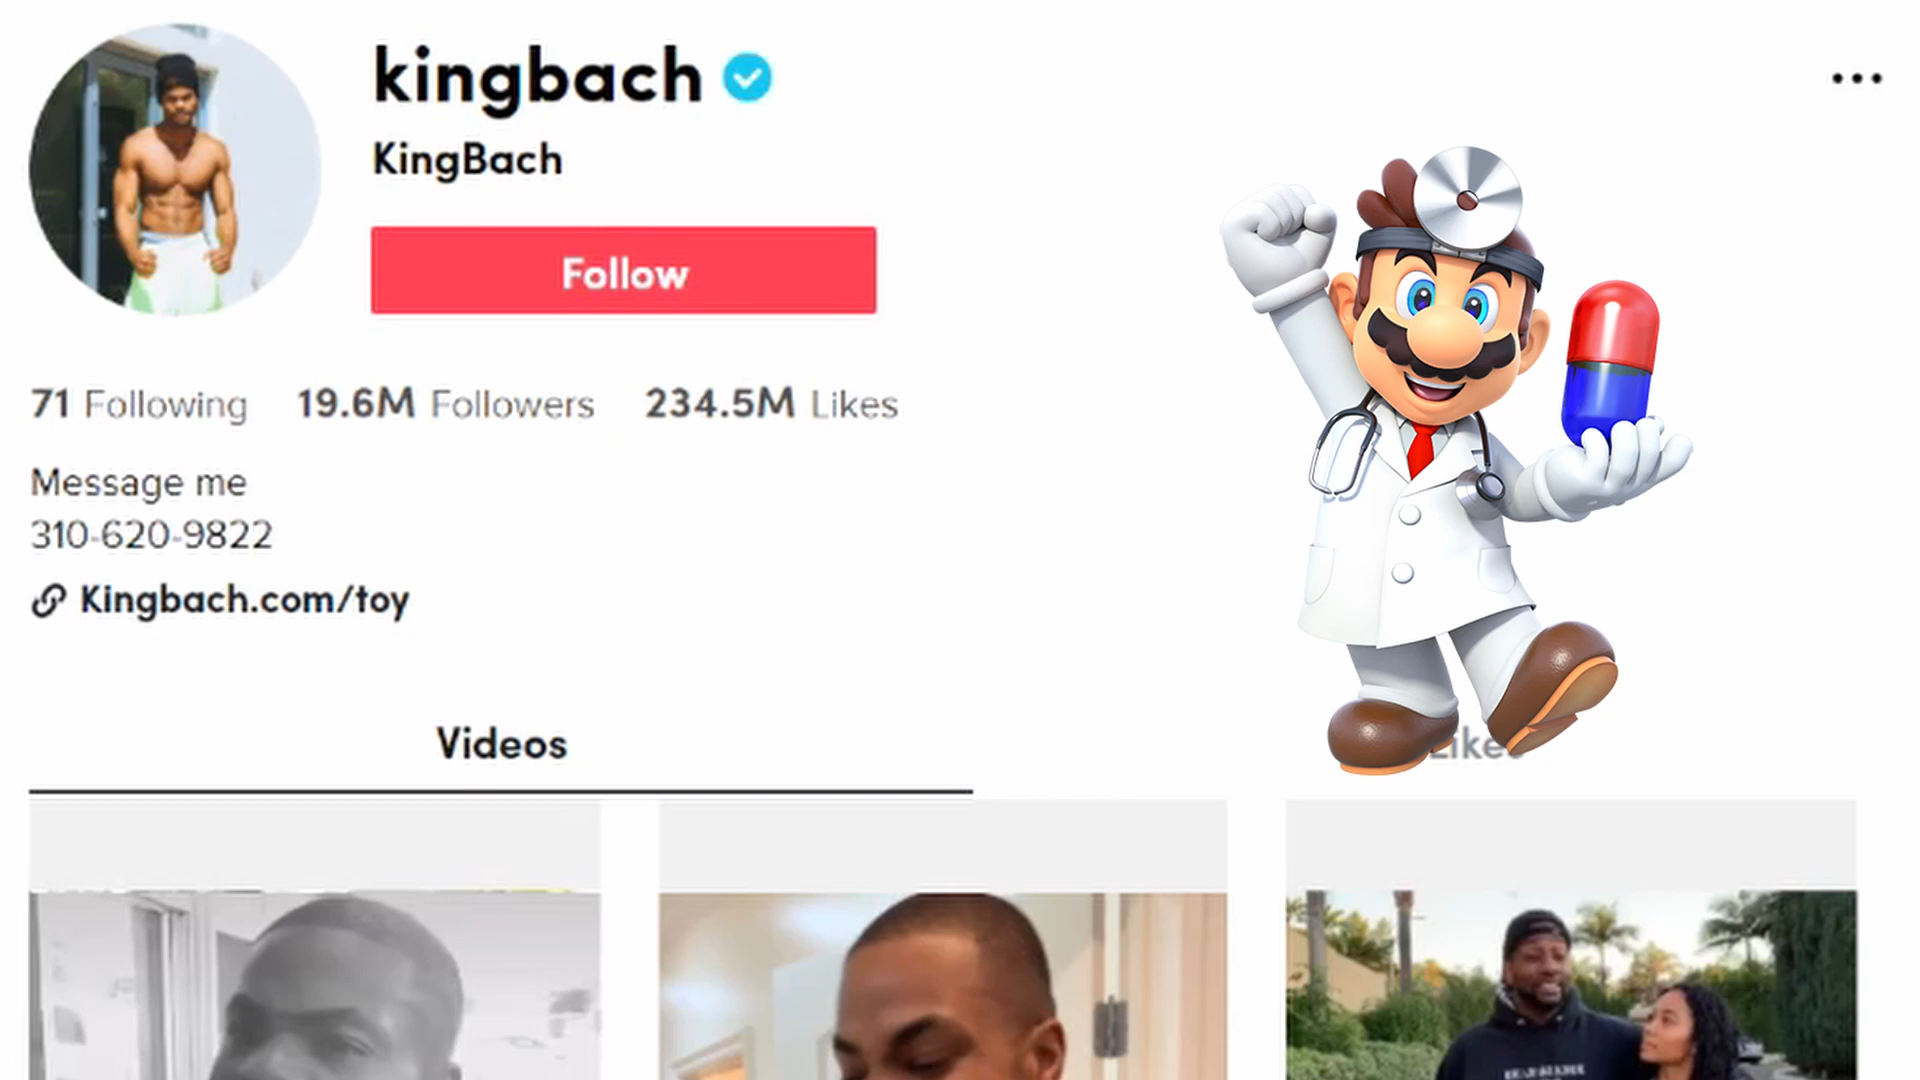 kingbach
KingBach
Follow
71 Following 19.6M Followers 234.5M Likes
Message me
310-620-9822
Kingbach.com/toy
Videos
Likes